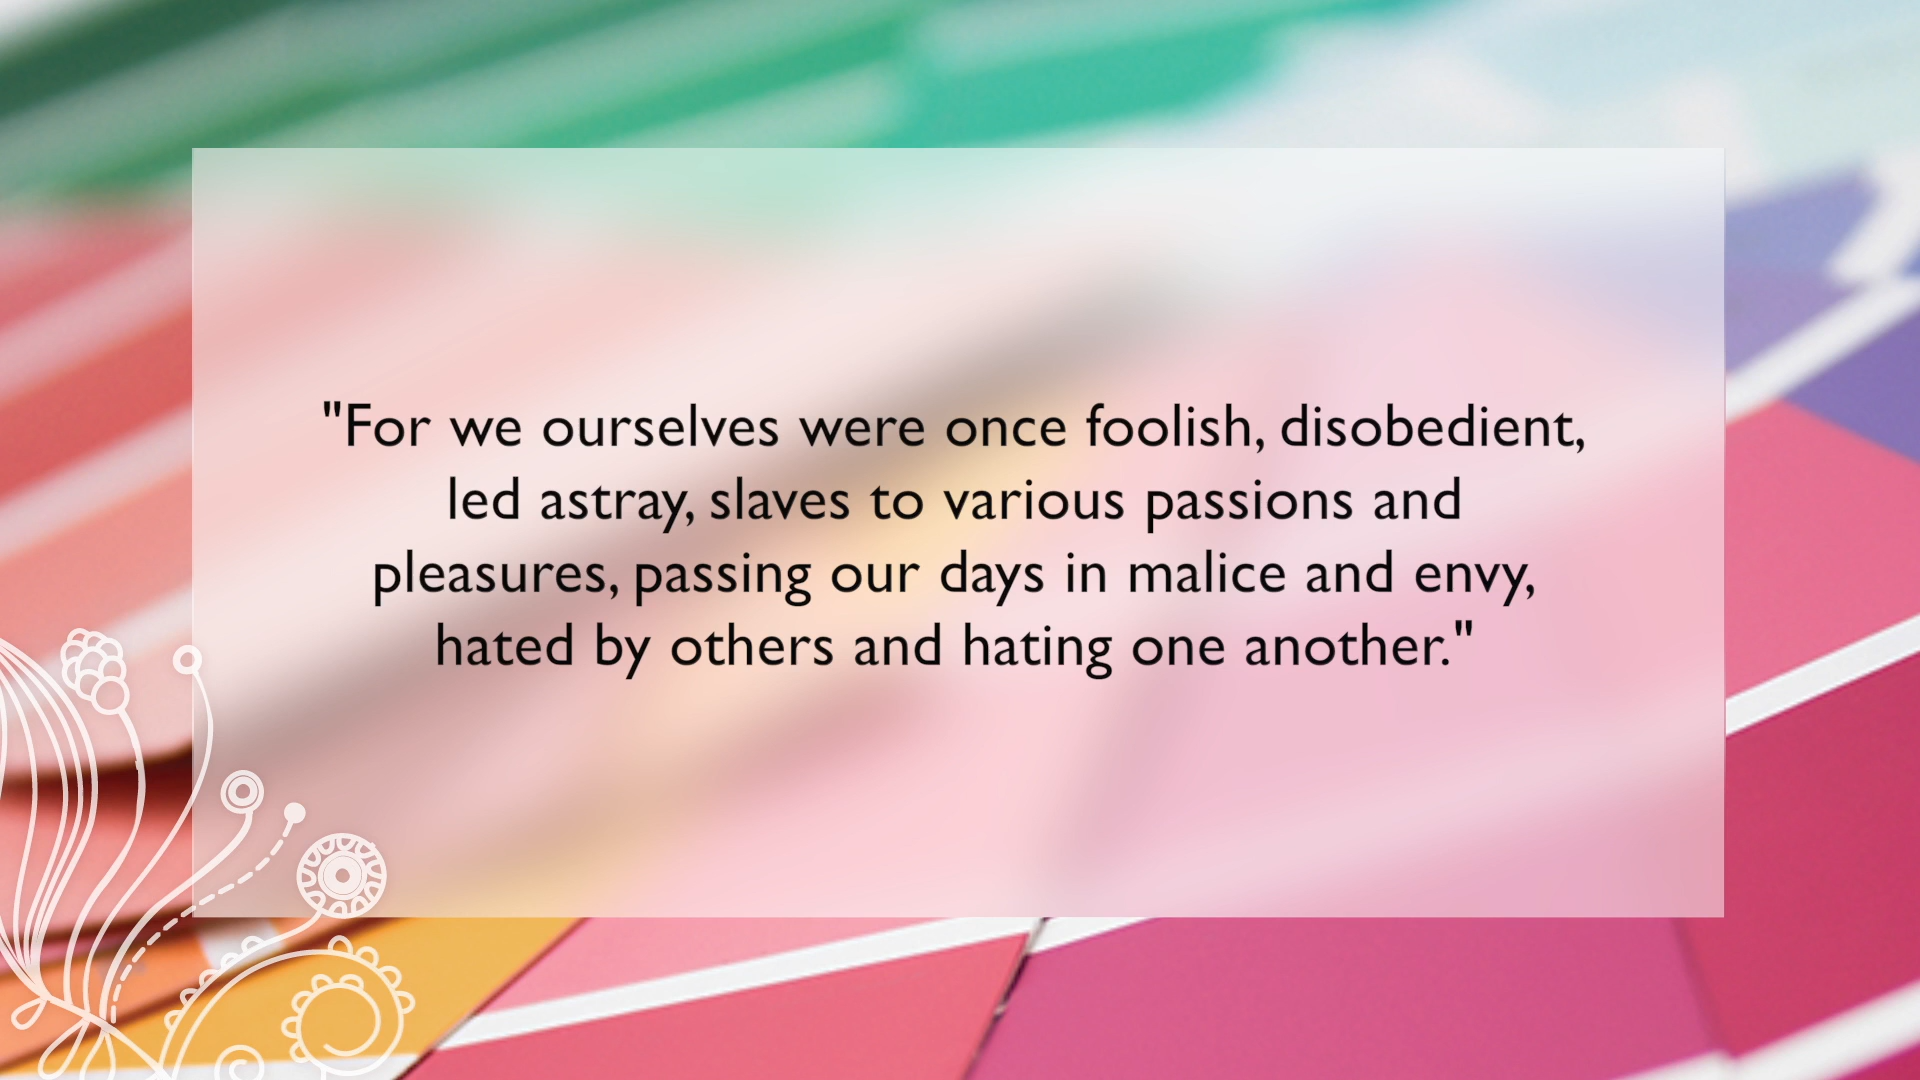 "For we ourselves were once foolish, disobedient,
led astray, slaves to various passions and
pleasures, passing our days in malice and envy,
hated by others and hating one another."